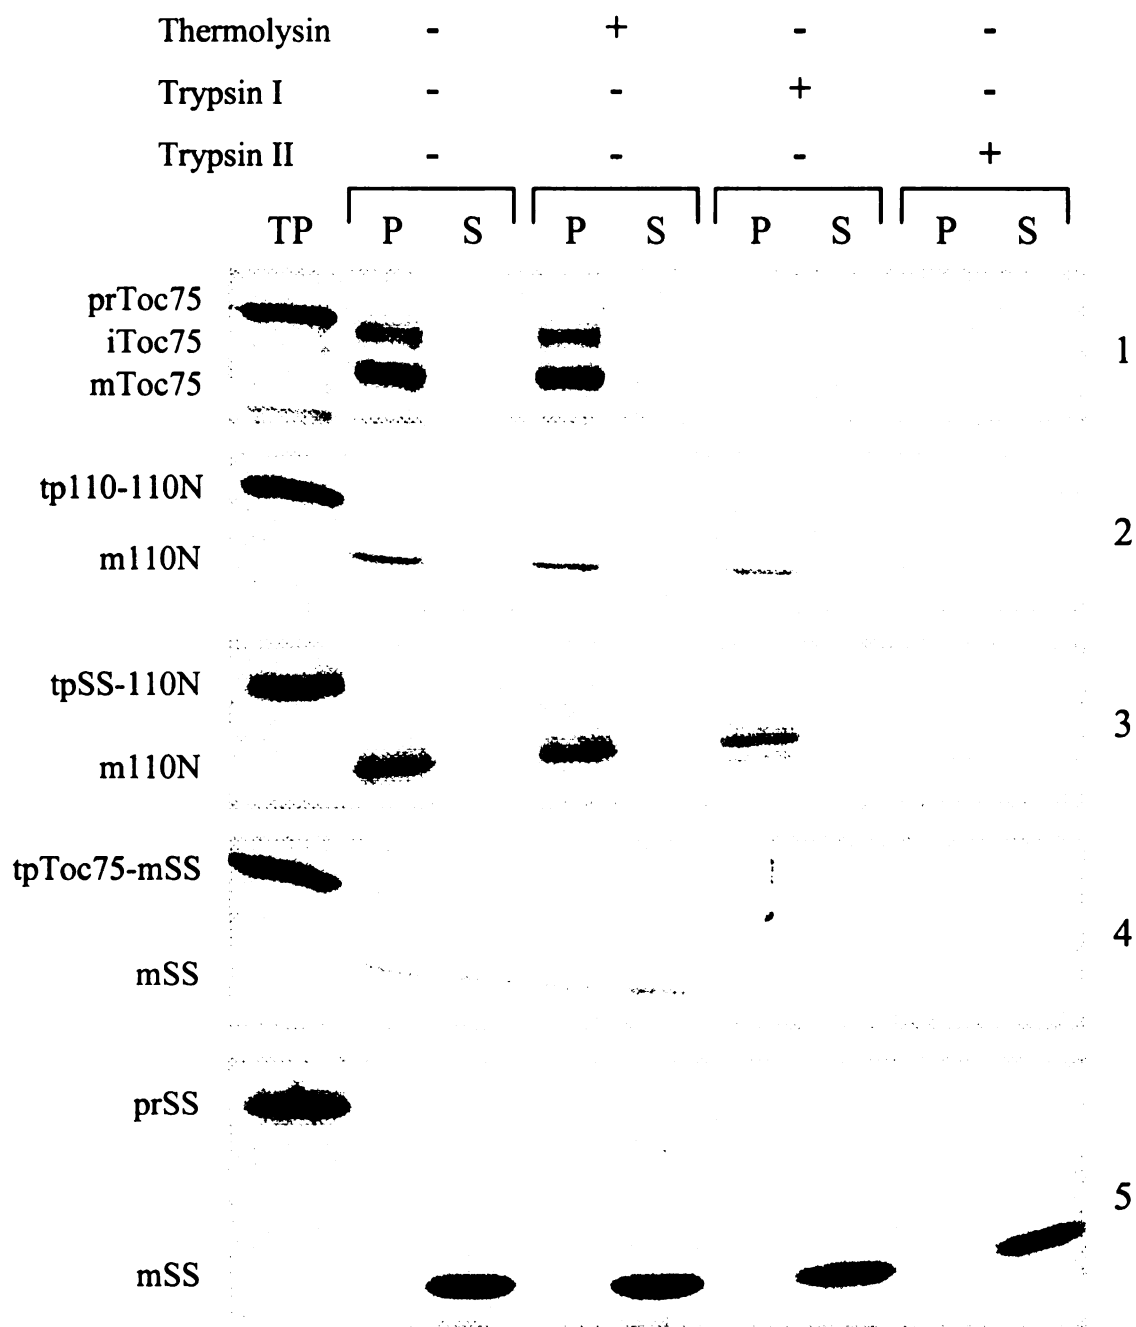 Thermolysin - + - -
Trypsin I - - + -
Trypsin II - - - +
TP P S P S P S P S
prToc75
iToc75
mToc75
1
tp110-110N
m110N
2
tpSS-110N
m110N
3
tpToc75-mSS
mSS
4
prSS
mSS
5